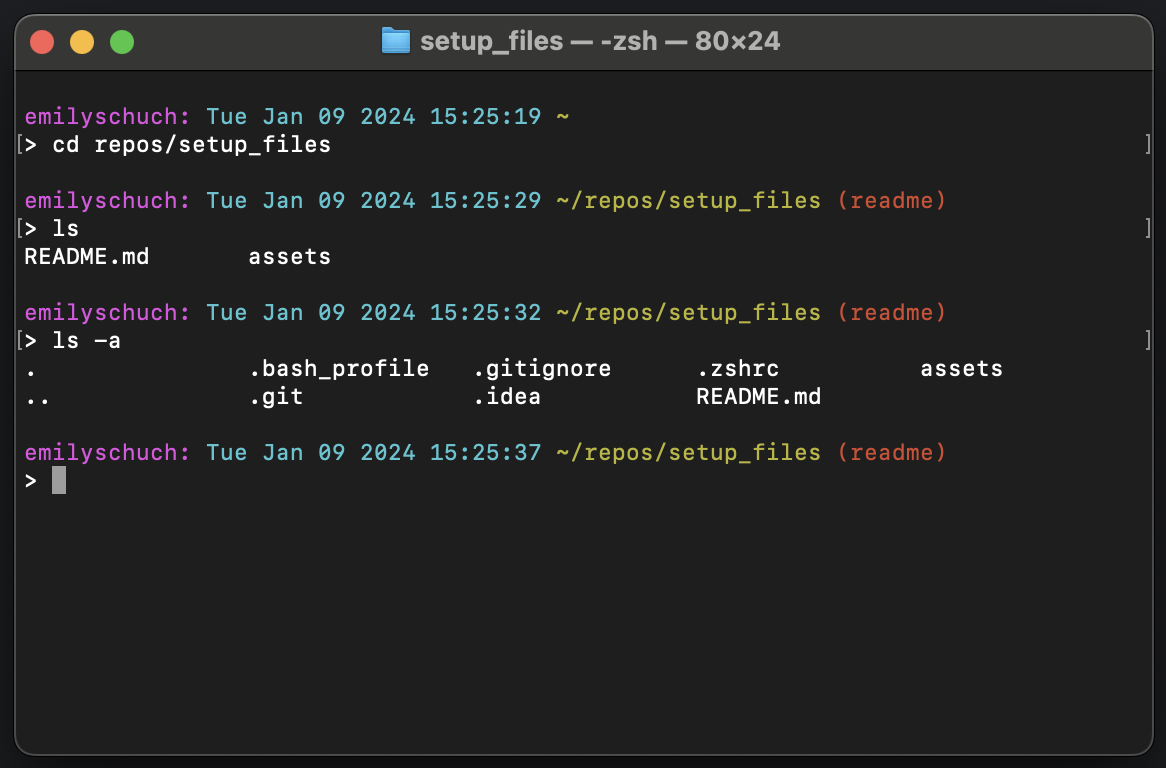 setup_files — -zsh — 80×24
emilyschuch: Tue Jan 09 2024 15:25:19 ~
[> cd repos/setup_files ]
emilyschuch: Tue Jan 09 2024 15:25:29 ~/repos/setup_files (readme)
[> ls ]
README.md assets
emilyschuch: Tue Jan 09 2024 15:25:32 ~/repos/setup_files (readme)
[> ls -a ]
. .bash_profile .gitignore .zshrc assets
.. .git .idea README.md
emilyschuch: Tue Jan 09 2024 15:25:37 ~/repos/setup_files (readme)
>